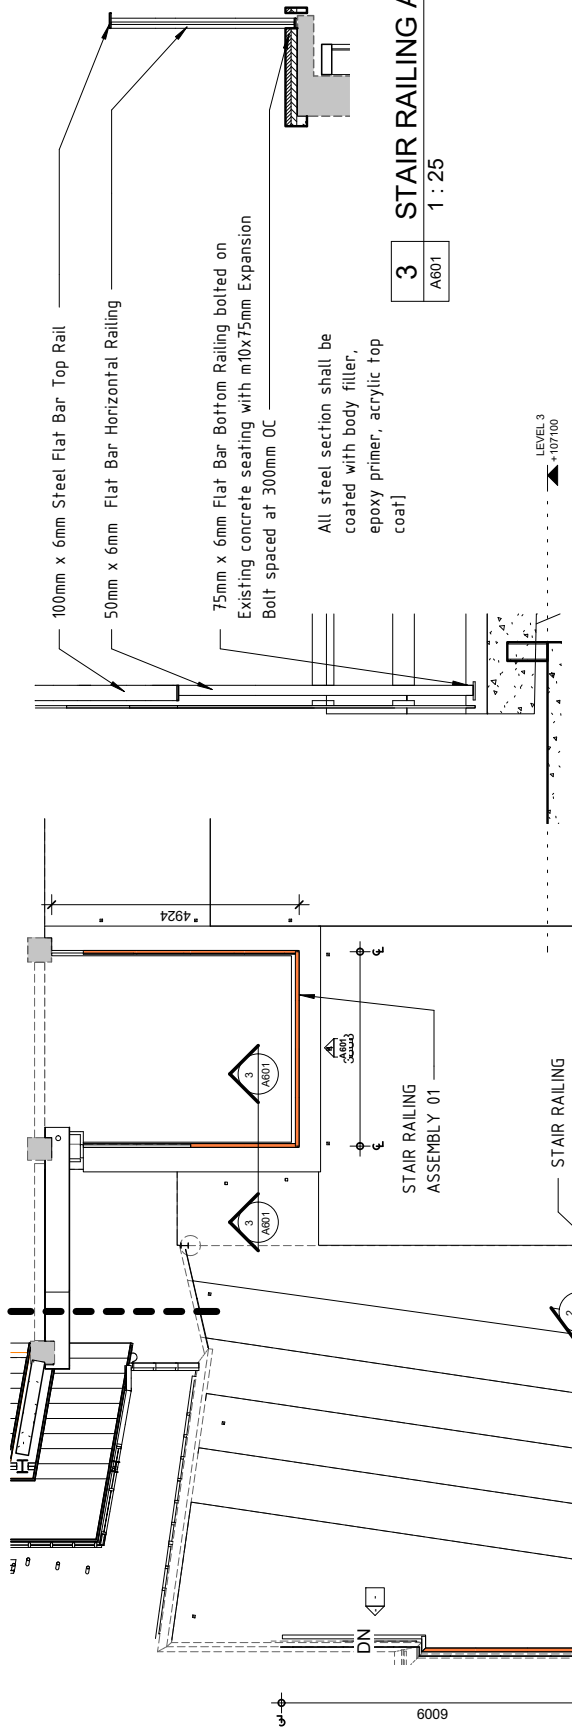 100mm x 6mm Steel Flat Bar Top Rail
50mm x 6mm Flat Bar Horizontal Railing
75mm x 6mm Flat Bar Bottom Railing bolted on
Existing concrete seating with m10x75mm Expansion
Bolt spaced at 300mm OC
All steel section shall be
coated with body filler,
epoxy primer, acrylic top
coat]
3
A601
STAIR RAILING A
1 : 25
LEVEL 3
+107100
4924
3
A601
3
A601
A601
STAIR RAILING
ASSEMBLY 01
STAIR RAILING
DN
6009